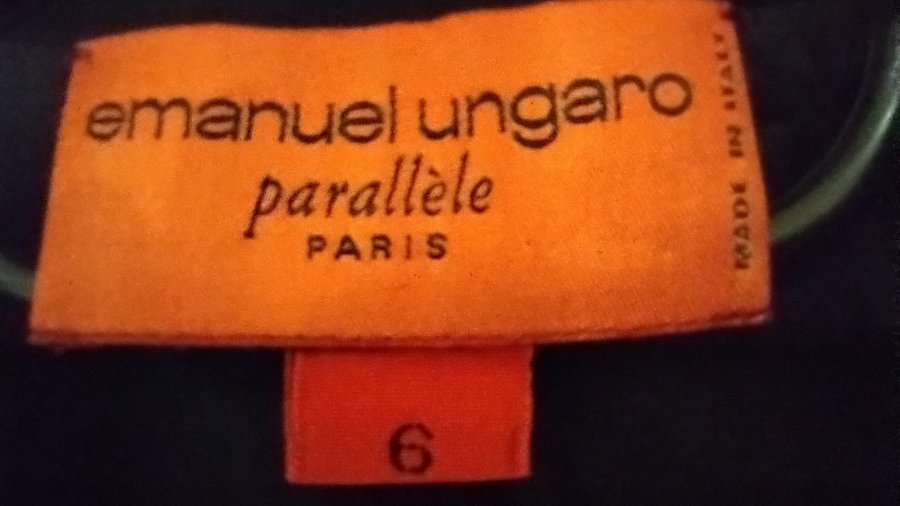 emanuel ungaro
parallèle
PARIS
MADE IN ITALY
6